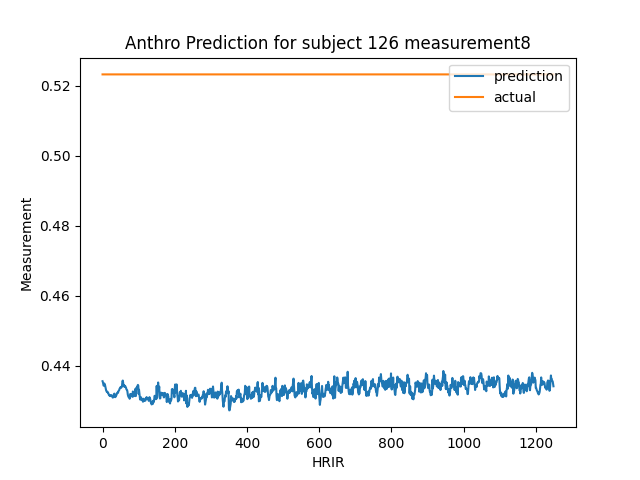 Anthro Prediction for subject 126 measurement8
prediction
actual
Measurement
0.52
0.50
0.48
0.46
0.44
0 200 400 600 800 1000 1200
HRIR